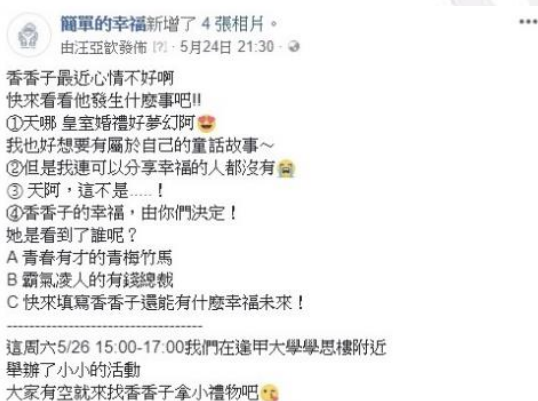 簡單的幸福新增了 4 張相片。
由汪亞歆發佈 [?] · 5月24日 21:30 ·
香香子最近心情不好啊
快來看看他發生什麼事吧!!
①天哪 皇室婚禮好夢幻阿😍
我也好想要有屬於自己的童話故事～
②但是我連可以分享幸福的人都沒有😭
③ 天阿，這不是.....！
④香香子的幸福，由你們決定！
她是看到了誰呢？
A 青春有才的青梅竹馬
B 霸氣凌人的有錢總裁
C 快來填寫香香子還能有什麼幸福未來！
----------------------------------
這周六5/26 15:00-17:00我們在逢甲大學學思樓附近
舉辦了小小的活動
大家有空就來找香香子拿小禮物吧😘